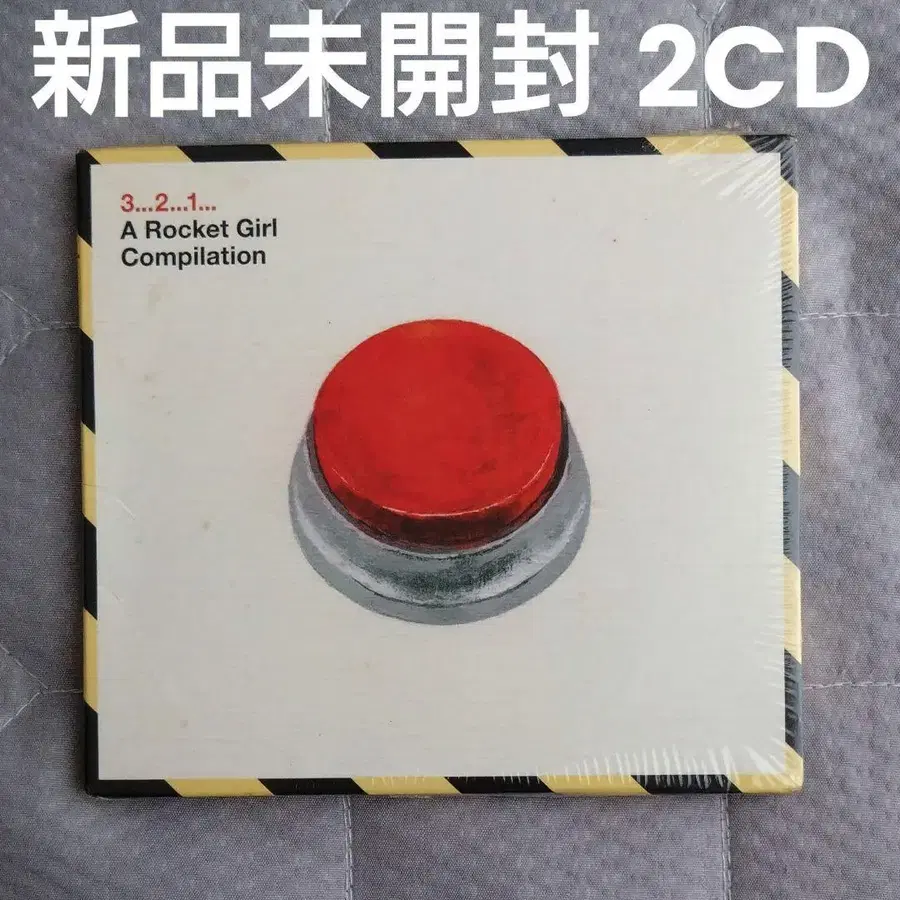 新品未開封 2CD
3...2...1...
A Rocket Girl
Compilation